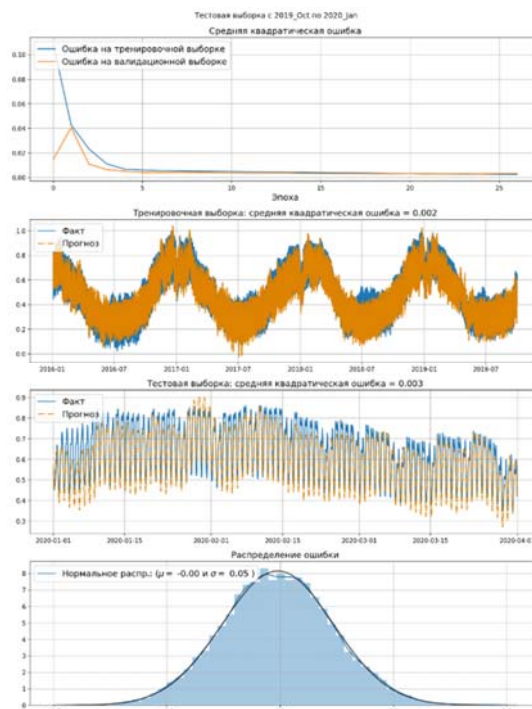 Тестовая выборка с 2019_Oct по 2020_Jan
Средняя квадратическая ошибка
0.10
0.08
0.06
0.04
0.02
0.00
Ошибка на тренировочной выборке
Ошибка на валидационной выборке
0 5 10 15 20 25
Эпоха
Тренировочная выборка: средняя квадратическая ошибка = 0.002
1.0
0.8
0.6
0.4
0.2
0.0
Факт
Прогноз
2016-01 2016-07 2017-01 2017-07 2018-01 2018-07 2019-01 2019-07
Тестовая выборка: средняя квадратическая ошибка = 0.003
0.9
0.8
0.7
0.6
0.5
0.4
0.3
Факт
Прогноз
2020-01-01 2020-01-15 2020-02-01 2020-02-15 2020-03-01 2020-03-15 2020-04-0
Распределение ошибки
8
7
6
5
4
3
2
1
0
Нормальное распр.: (μ = -0.00 и σ = 0.05 )